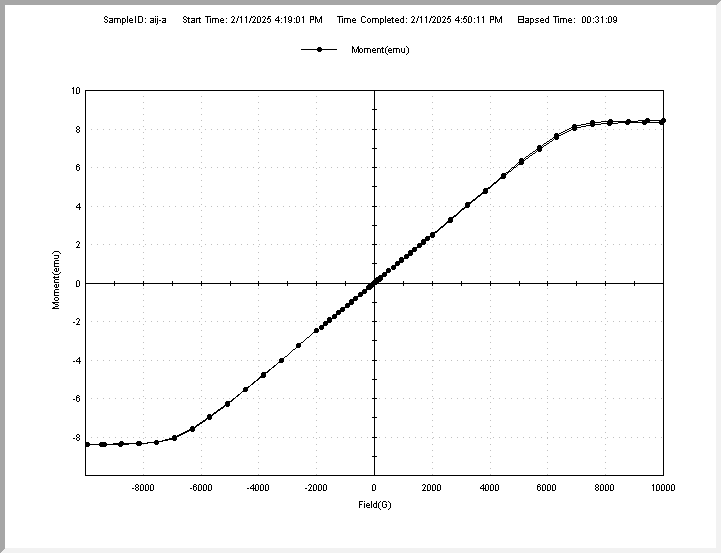 SampleID: aij-a Start Time: 2/11/2025 4:19:01 PM Time Completed: 2/11/2025 4:50:11 PM Elapsed Time: 00:31:09
Moment(emu)
10
8
6
4
2
0
-2
-4
-6
-8
Moment(emu)
-8000 -6000 -4000 -2000 0 2000 4000 6000 8000 10000
Field(G)